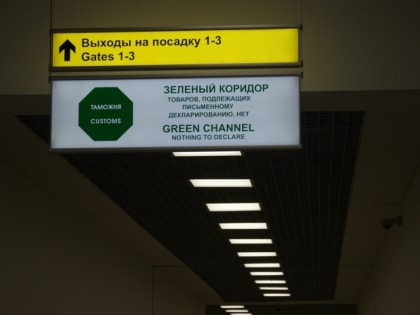 Выходы на посадку 1-3
Gates 1-3
ТАМОЖНЯ
CUSTOMS
ЗЕЛЕНЫЙ КОРИДОР
ТОВАРОВ, ПОДЛЕЖАЩИХ
ПИСЬМЕННОМУ
ДЕКЛАРИРОВАНИЮ, НЕТ
GREEN CHANNEL
NOTHING TO DECLARE